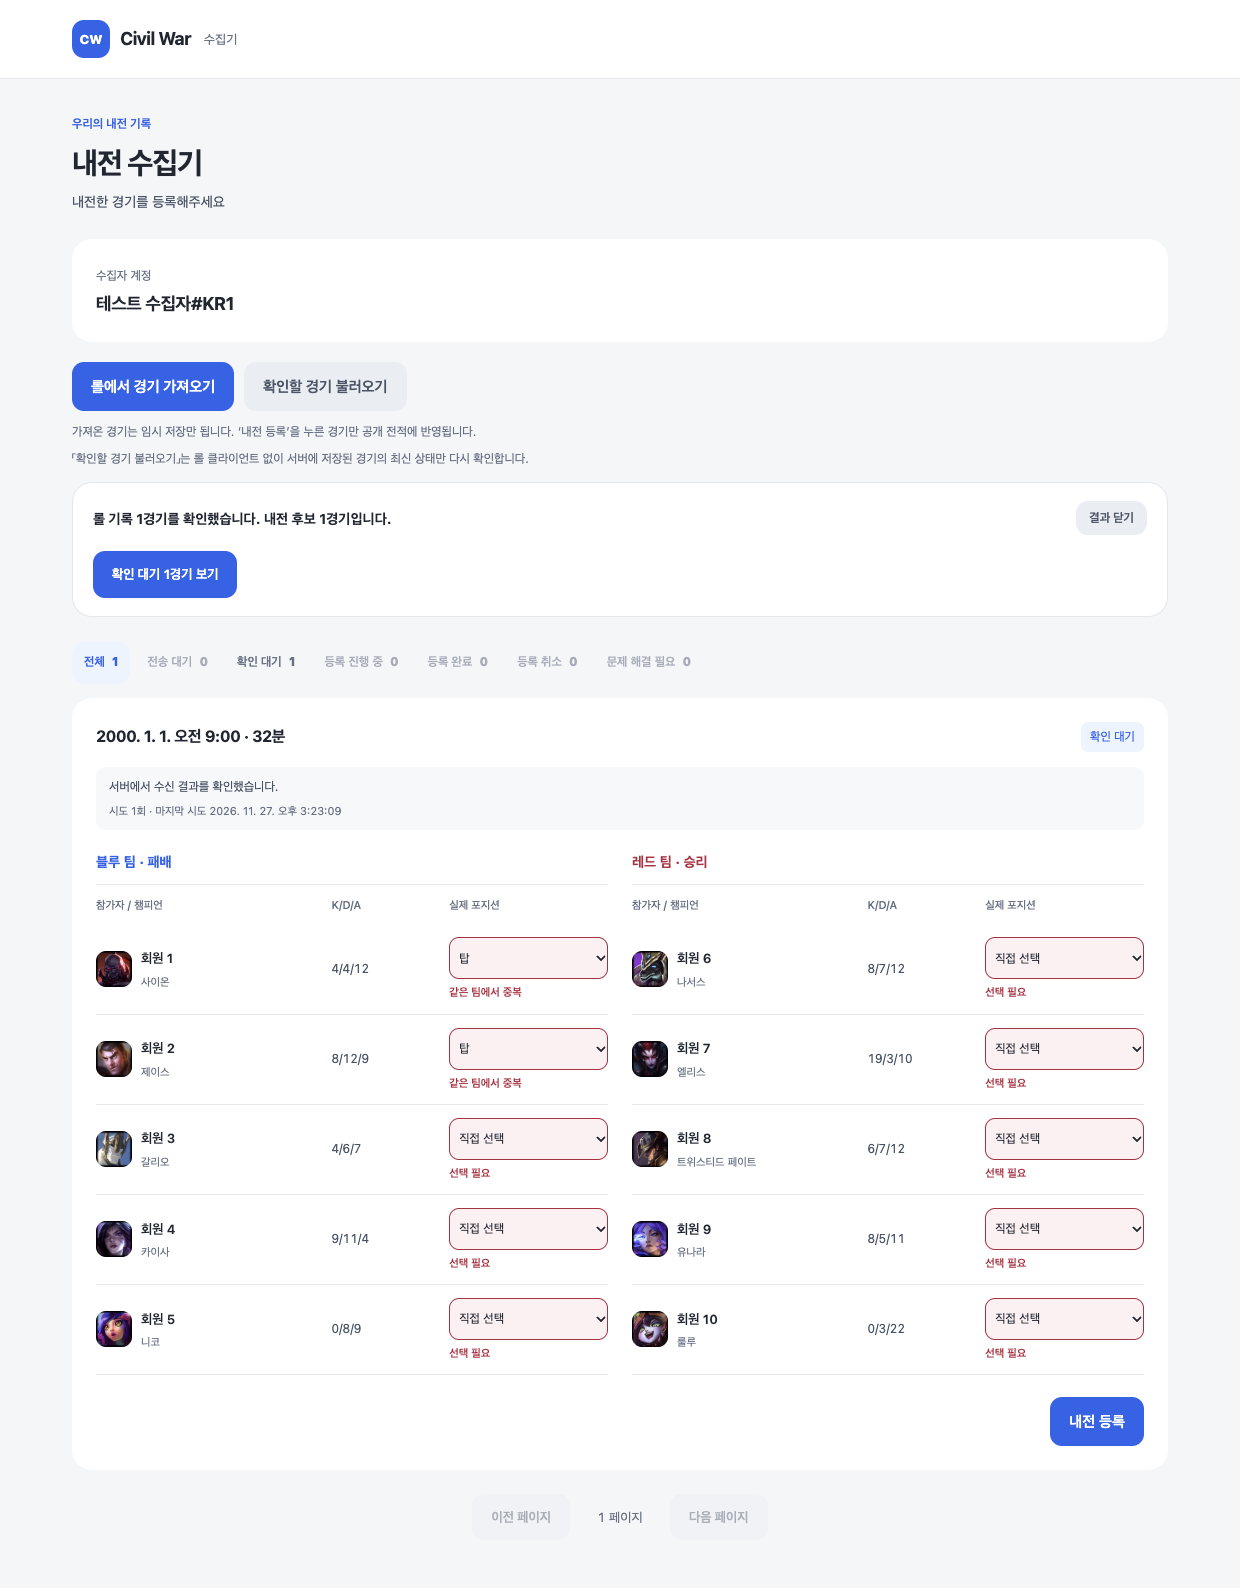 CW Civil War 수집기
우리의 내전 기록
내전 수집기
내전한 경기를 등록해주세요
수집자 계정
테스트 수집자#KR1
롤에서 경기 가져오기 확인할 경기 불러오기
가져온 경기는 임시 저장만 됩니다. ‘내전 등록’을 누른 경기만 공개 전적에 반영됩니다.
「확인할 경기 불러오기」는 롤 클라이언트 없이 서버에 저장된 경기의 최신 상태만 다시 확인합니다.
롤 기록 1경기를 확인했습니다. 내전 후보 1경기입니다. 결과 닫기
확인 대기 1경기 보기
전체 1 전송 대기 0 확인 대기 1 등록 진행 중 0 등록 완료 0 등록 취소 0 문제 해결 필요 0
2000. 1. 1. 오전 9:00 · 32분 확인 대기
서버에서 수신 결과를 확인했습니다.
시도 1회 · 마지막 시도 2026. 11. 27. 오후 3:23:09
블루 팀 · 패배
참가자 / 챔피언 K/D/A 실제 포지션
회원 1
사이온
4/4/12
탑
같은 팀에서 중복
회원 2
제이스
8/12/9
탑
같은 팀에서 중복
회원 3
갈리오
4/6/7
직접 선택
선택 필요
회원 4
카이사
9/11/4
직접 선택
선택 필요
회원 5
니코
0/8/9
직접 선택
선택 필요
레드 팀 · 승리
참가자 / 챔피언 K/D/A 실제 포지션
회원 6
나서스
8/7/12
직접 선택
선택 필요
회원 7
엘리스
19/3/10
직접 선택
선택 필요
회원 8
트위스티드 페이트
6/7/12
직접 선택
선택 필요
회원 9
유나라
8/5/11
직접 선택
선택 필요
회원 10
룰루
0/3/22
직접 선택
선택 필요
내전 등록
이전 페이지 1 페이지 다음 페이지